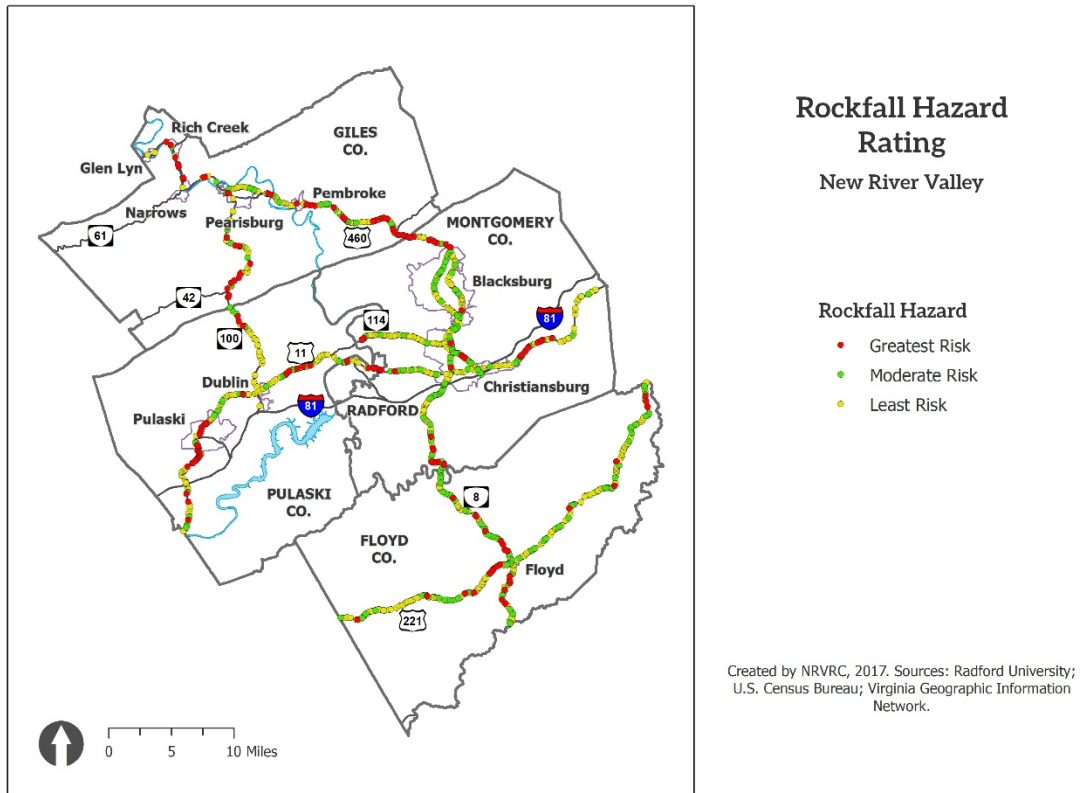 Rockfall Hazard
Rating
New River Valley
Rockfall Hazard
Greatest Risk
Moderate Risk
Least Risk
Created by NRVRC, 2017. Sources: Radford University;
U.S. Census Bureau; Virginia Geographic Information
Network.
Rich Creek
GILES
CO.
Glen Lyn
Pembroke
Narrows
Pearisburg
MONTGOMERY
CO.
61
460
Blacksburg
42
114
81
100
11
Dublin
Christiansburg
81
RADFORD
Pulaski
PULASKI
CO.
8
FLOYD
CO.
Floyd
221
0 5 10 Miles